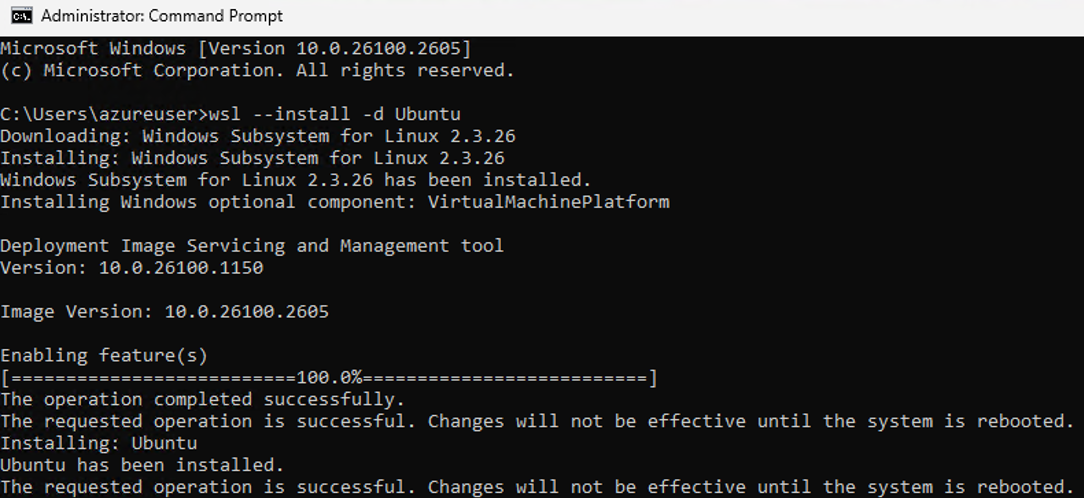 Administrator: Command Prompt
Microsoft Windows [Version 10.0.26100.2605]
(c) Microsoft Corporation. All rights reserved.
C:\Users\azureuser>wsl --install -d Ubuntu
Downloading: Windows Subsystem for Linux 2.3.26
Installing: Windows Subsystem for Linux 2.3.26
Windows Subsystem for Linux 2.3.26 has been installed.
Installing Windows optional component: VirtualMachinePlatform
Deployment Image Servicing and Management tool
Version: 10.0.26100.1150
Image Version: 10.0.26100.2605
Enabling feature(s)
[==========================100.0%==========================]
The operation completed successfully.
The requested operation is successful. Changes will not be effective until the system is rebooted.
Installing: Ubuntu
Ubuntu has been installed.
The requested operation is successful. Changes will not be effective until the system is rebooted.